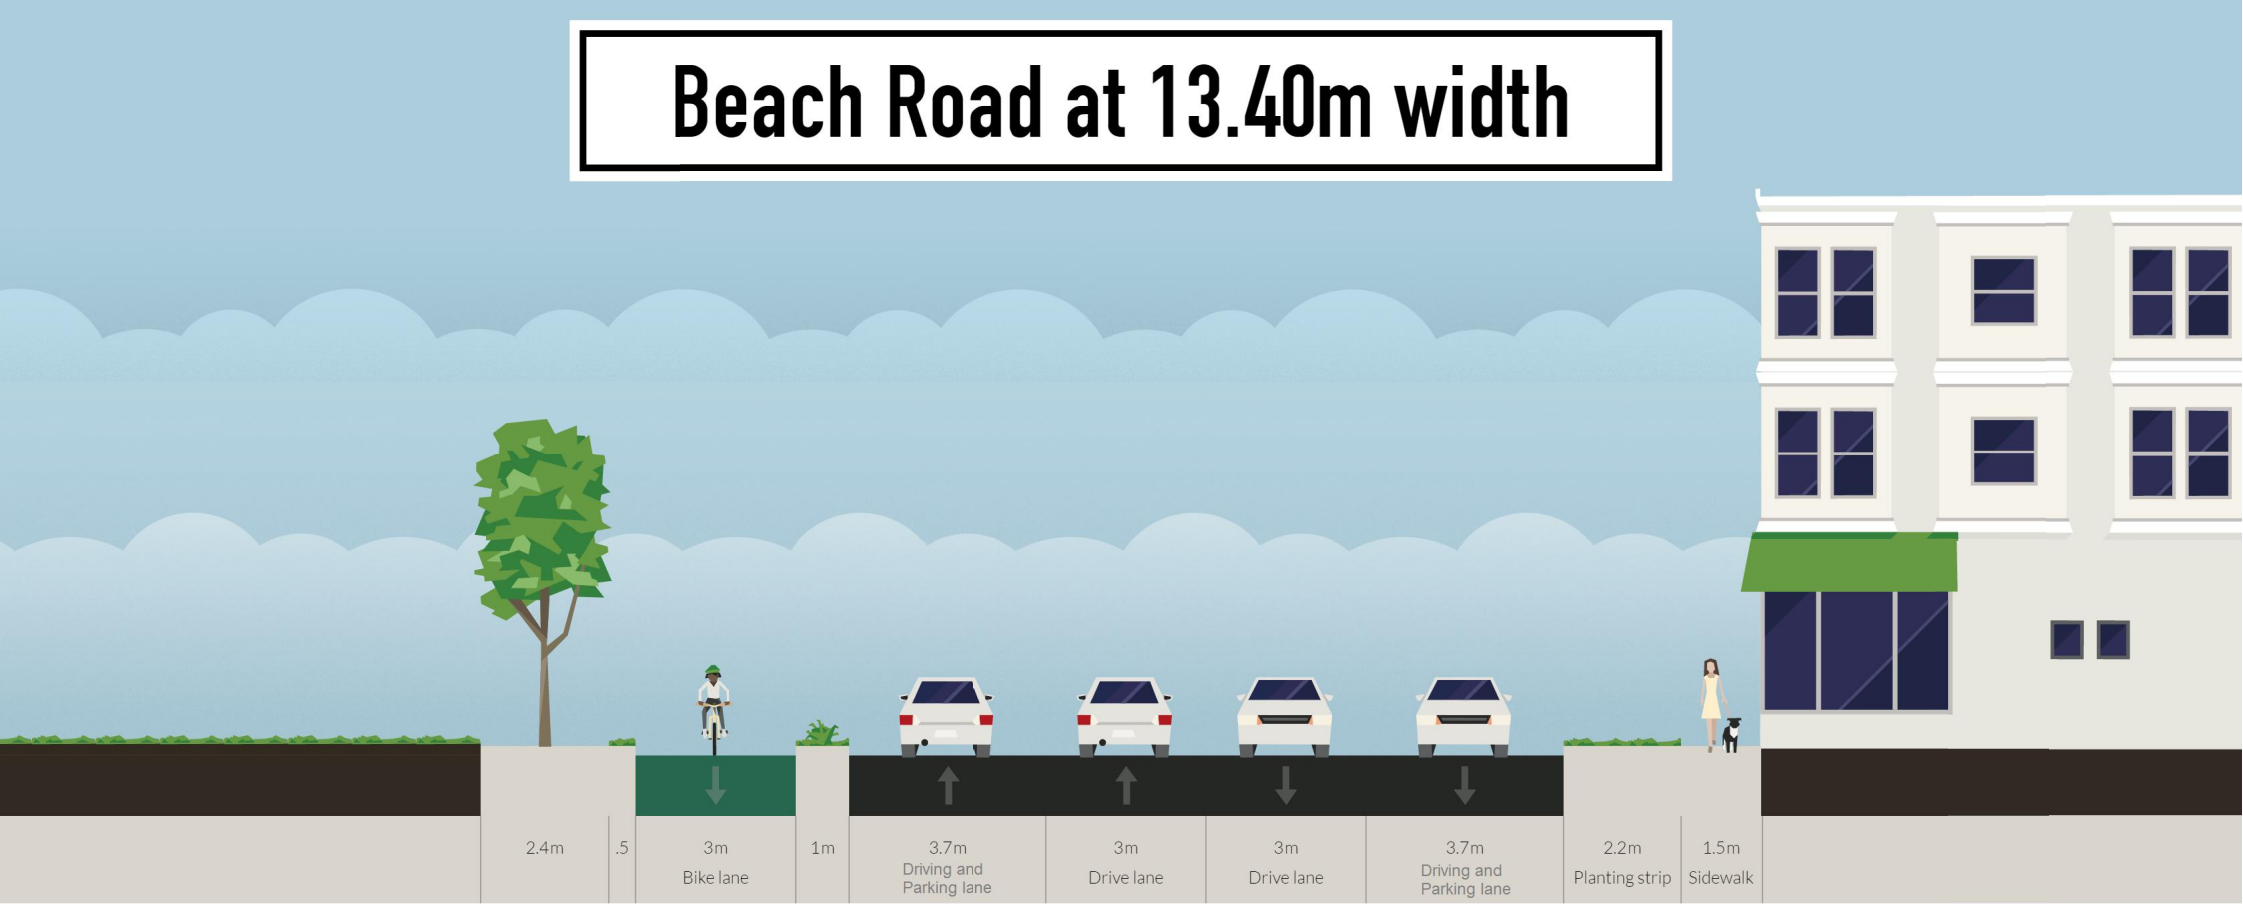 Beach Road at 13.40m width
2.4m
.5
3m
Bike lane
1m
3.7m
Driving and
Parking lane
3m
Drive lane
3m
Drive lane
3.7m
Driving and
Parking lane
2.2m
Planting strip
1.5m
Sidewalk